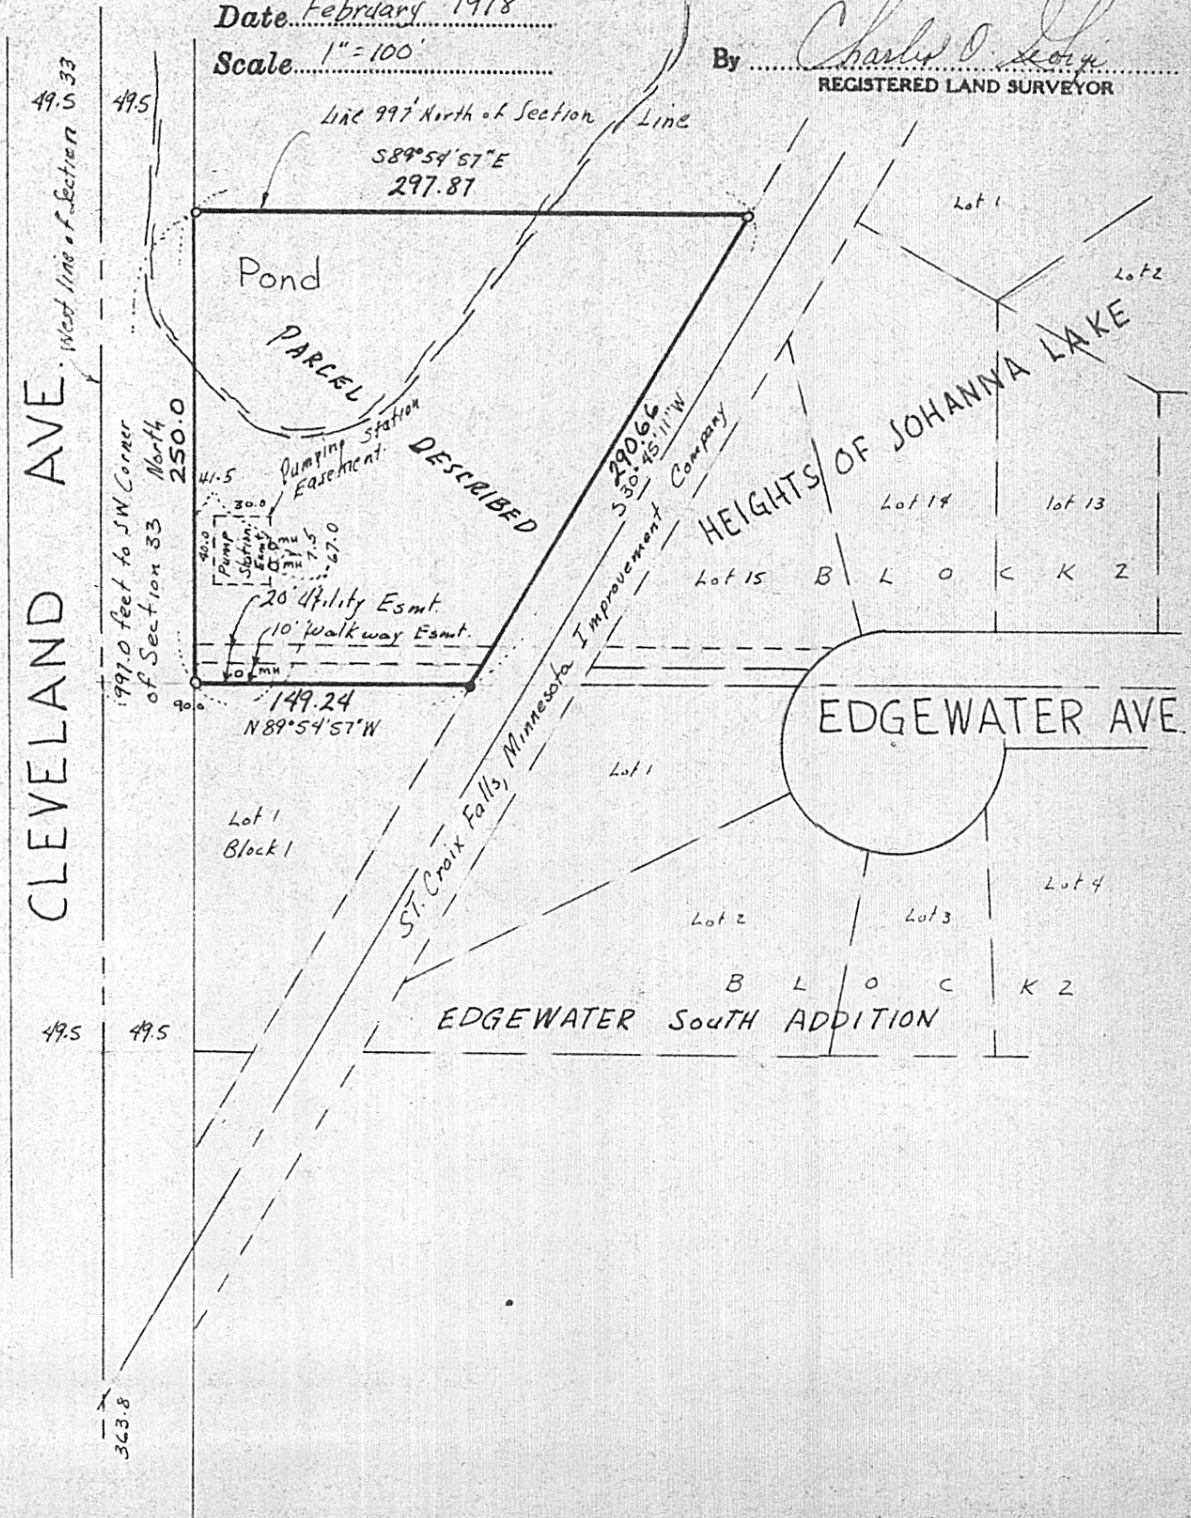 Date February 1978
Scale 1"=100'
By
REGISTERED LAND SURVEYOR
49.5
49.5
West line of Section 33
Line 997' North of Section Line
S89°54'57"E
297.87
Lot 1
Lot 2
Pond
PARCEL
DESCRIBED
HEIGHTS OF JOHANNA LAKE
CLEVELAND AVE.
997.0 feet to SW Corner
of Section 33
North
250.0
41.5
Pumping Station
Easement
30.0
40.0
Pump
Station
Esmt.
MH
MH
7.5
67.0
290.66
S30°45'11"W
Lot 14
lot 13
Lot 15
BLOCK 2
20' Utility Esmt.
10' Walkway Esmt.
MH
90.0
149.24
N89°54'57"W
ST. Croix Falls, Minnesota Improvement Company
EDGEWATER AVE.
Lot 1
Lot 1
Block 1
Lot 2
Lot 3
Lot 4
BLOCK 2
EDGEWATER SOUTH ADDITION
49.5
49.5
363.8